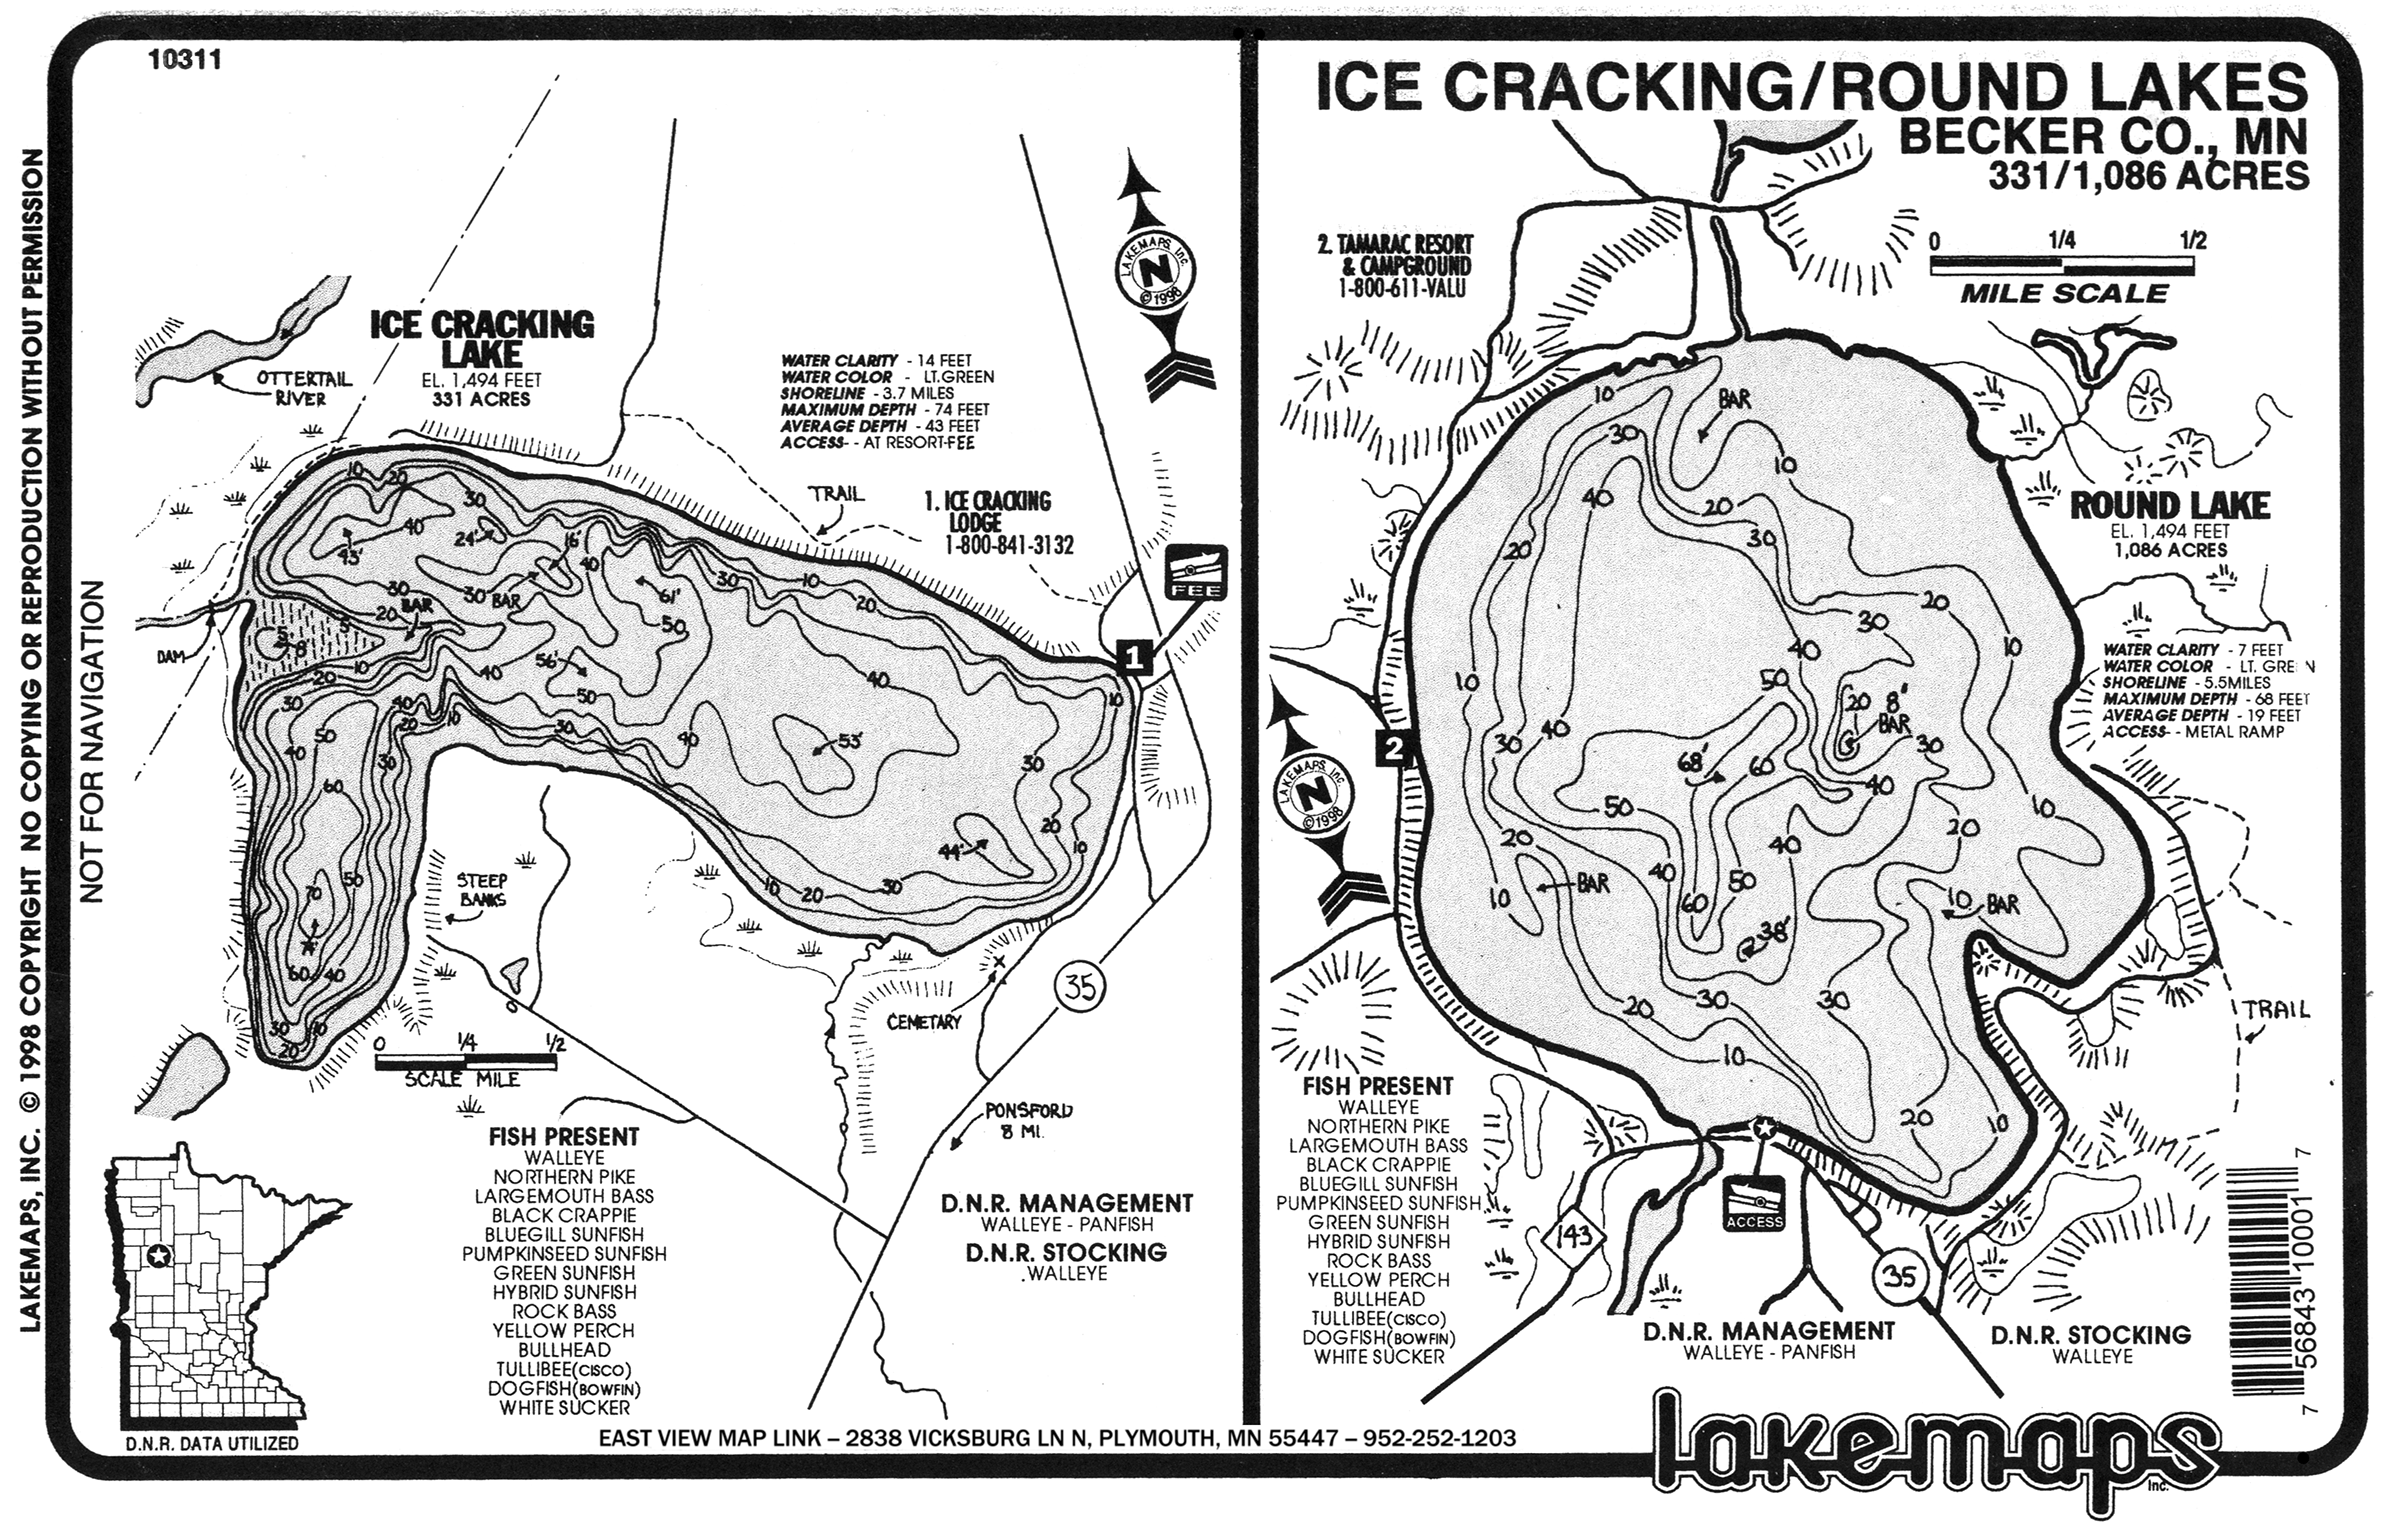 10311
LAKEMAPS, INC. © 1998 COPYRIGHT NO COPYING OR REPRODUCTION WITHOUT PERMISSION
NOT FOR NAVIGATION
ICE CRACKING
LAKE
EL. 1,494 FEET
331 ACRES
OTTERTAIL
RIVER
WATER CLARITY - 14 FEET
WATER COLOR - LT.GREEN
SHORELINE - 3.7 MILES
MAXIMUM DEPTH - 74 FEET
AVERAGE DEPTH - 43 FEET
ACCESS- - AT RESORT-FEE
LAKEMAPS, Inc.
N
© 1998
TRAIL
1. ICE CRACKING
LODGE
1-800-841-3132
FEE
1
10
20
30
40
43'
24'
16'
40
30
30
BAR
20
BAR
61'
50
30
10
20
5
5
8'
DAM
10
20
30
40
56'
50
40
40
20
10
30
40
53'
10
30
40
50
30
60
20
10
44'
50
70
74'
60
40
30
10
20
10
20
30
STEEP
BANKS
CEMETARY
35
0 1/4 1/2
SCALE MILE
PONSFORD
8 MI.
FISH PRESENT
WALLEYE
NORTHERN PIKE
LARGEMOUTH BASS
BLACK CRAPPIE
BLUEGILL SUNFISH
PUMPKINSEED SUNFISH
GREEN SUNFISH
HYBRID SUNFISH
ROCK BASS
YELLOW PERCH
BULLHEAD
TULLIBEE(CISCO)
DOGFISH(BOWFIN)
WHITE SUCKER
D.N.R. MANAGEMENT
WALLEYE - PANFISH
D.N.R. STOCKING
.WALLEYE
D.N.R. DATA UTILIZED
EAST VIEW MAP LINK – 2838 VICKSBURG LN N, PLYMOUTH, MN 55447 – 952-252-1203
ICE CRACKING/ROUND LAKES
BECKER CO., MN
331/1,086 ACRES
0 1/4 1/2
MILE SCALE
2. TAMARAC RESORT
& CAMPGROUND
1-800-611-VALU
ROUND LAKE
EL. 1,494 FEET
1,086 ACRES
WATER CLARITY - 7 FEET
WATER COLOR - LT. GRE N
SHORELINE - 5.5MILES
MAXIMUM DEPTH - 68 FEET
AVERAGE DEPTH - 19 FEET
ACCESS- - METAL RAMP
10
BAR
30
10
40
20
20
30
20
30
10
40
10
50
20
8'
BAR
30
40
30
68'
60
40
50
10
20
20
40
10
BAR
40
50
60
10
BAR
38'
20
30
30
10
20
10
2
LAKEMAPS, Inc.
N
© 1998
TRAIL
FISH PRESENT
WALLEYE
NORTHERN PIKE
LARGEMOUTH BASS
BLACK CRAPPIE
BLUEGILL SUNFISH
PUMPKINSEED SUNFISH
GREEN SUNFISH
HYBRID SUNFISH
ROCK BASS
YELLOW PERCH
BULLHEAD
TULLIBEE(CISCO)
DOGFISH(BOWFIN)
WHITE SUCKER
143
ACCESS
35
D.N.R. MANAGEMENT
WALLEYE - PANFISH
D.N.R. STOCKING
WALLEYE
7 56843 10001 7
lakemaps
Inc.